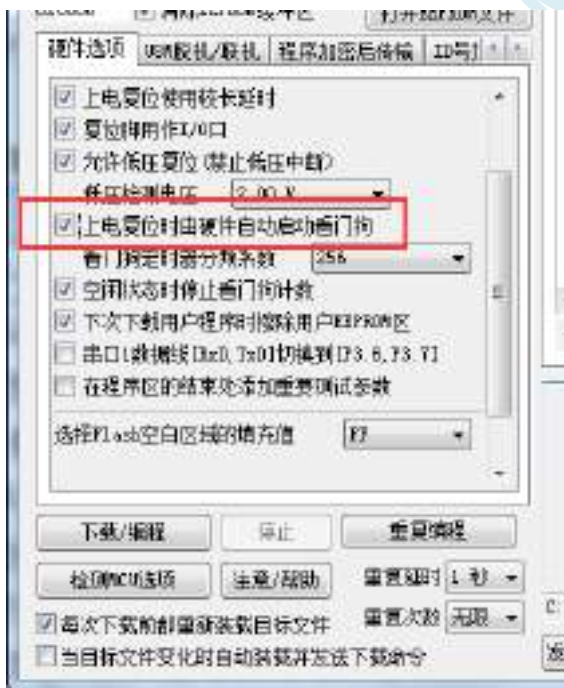 打开EEPROM文件
硬件选项 USB脱机/联机 程序加密后传输 ID号
上电复位使用较长延时
复位脚用作I/O口
允许低压复位(禁止低压中断)
低压检测电压
上电复位时由硬件自动启动看门狗
看门狗定时器分频系数 256
空闲状态时停止看门狗计数
下次下载用户程序时擦除用户EEPROM区
串口1数据线[RxD,TxD]切换到[P3.6,P3.7]
在程序区的结束处添加重要测试参数
选择Flash空白区域的填充值 FF
下载/编程 停止 重复编程
检测MCU选项 注意/帮助 重复延时 1 秒
每次下载前都重新装载目标文件 重复次数 无限
当目标文件变化时自动装载并发送下载命令